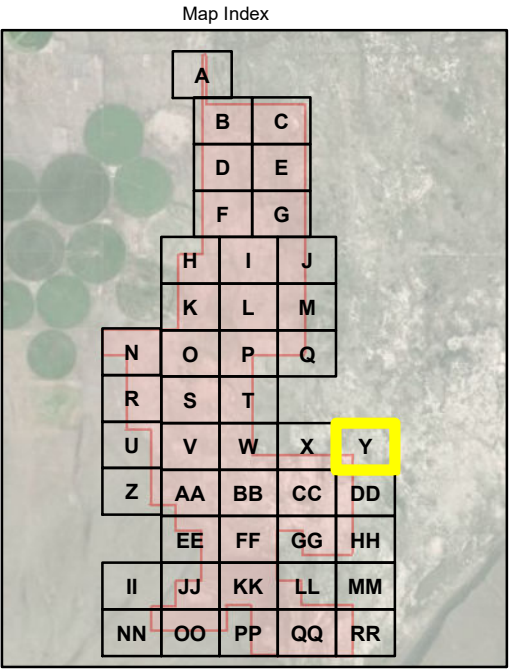 Map Index
A
B C
D E
F G
H I J
K L M
N O P Q
R S T
U V W X Y
Z AA BB CC DD
EE FF GG HH
II JJ KK LL MM
NN OO PP QQ RR